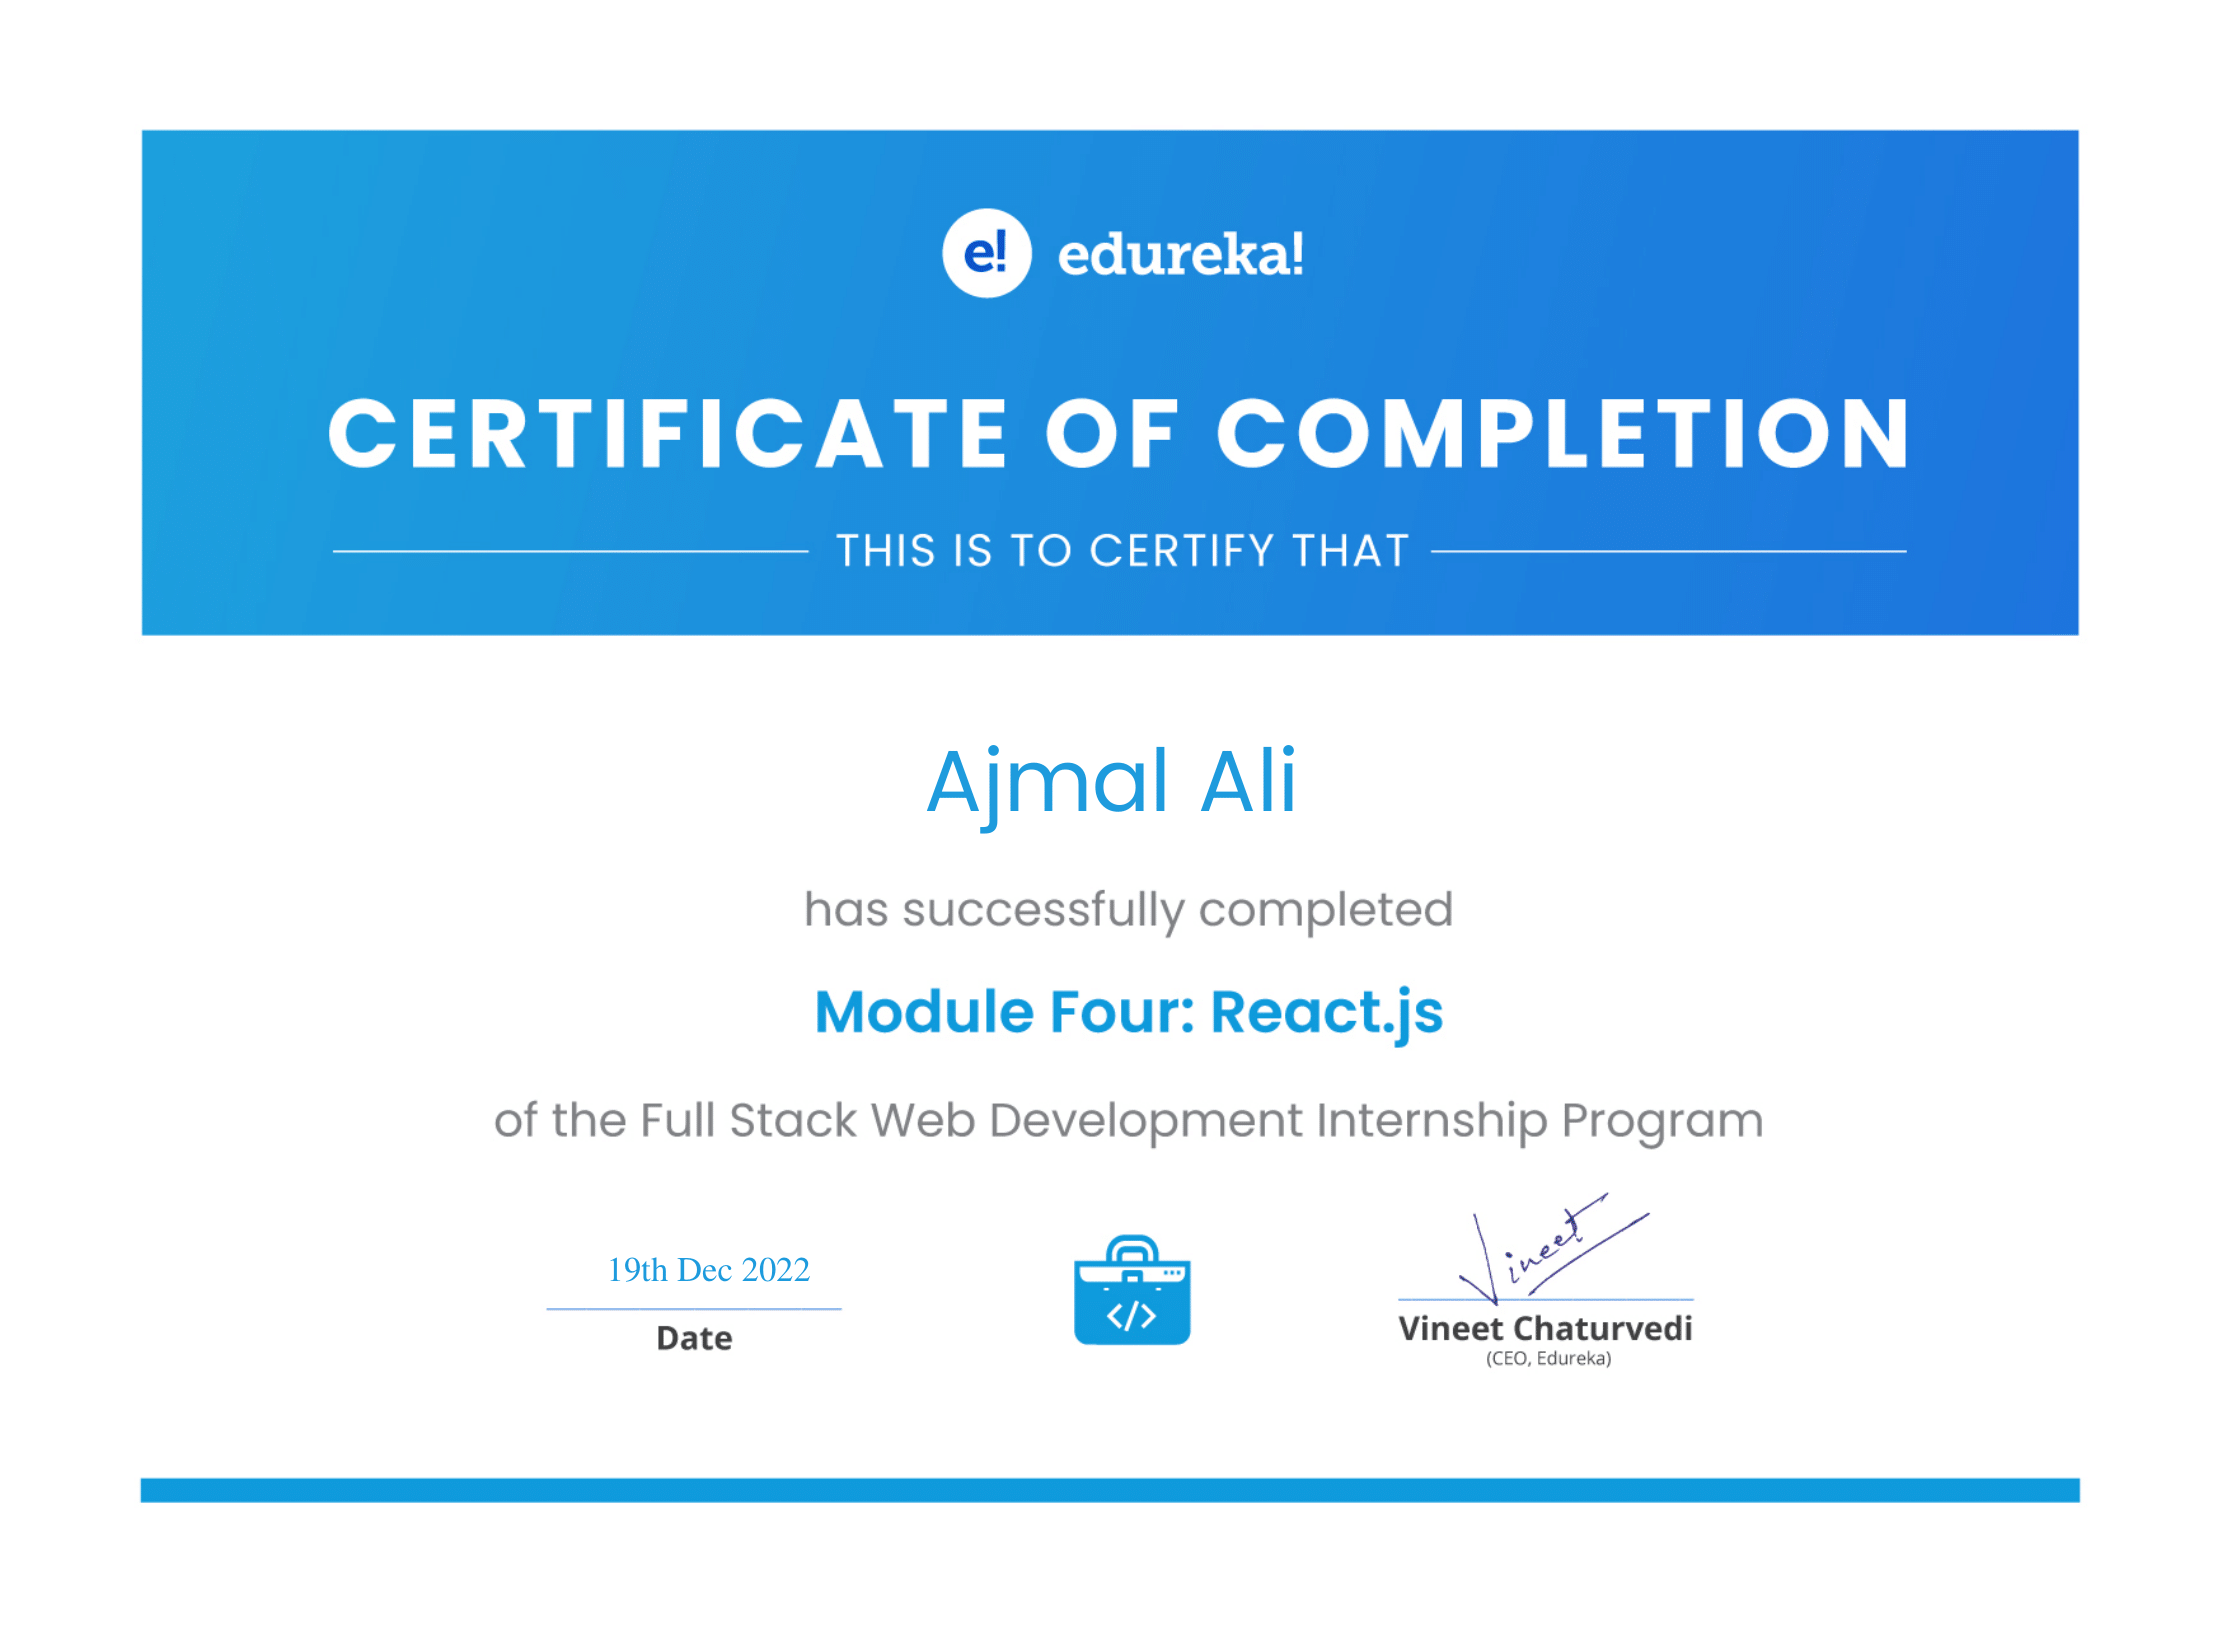 e! edureka!
CERTIFICATE OF COMPLETION
THIS IS TO CERTIFY THAT
Ajmal Ali
has successfully completed
Module Four: React.js
of the Full Stack Web Development Internship Program
19th Dec 2022
Date
</>
Vineet
Vineet Chaturvedi
(CEO, Edureka)